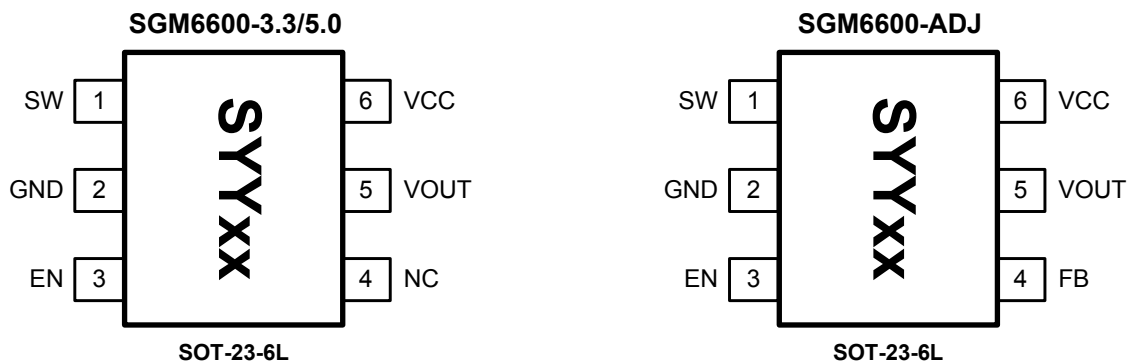 SGM6600-3.3/5.0
SW 1
6 VCC
GND 2
5 VOUT
EN 3
4 NC
SYYxx
SOT-23-6L
SGM6600-ADJ
SW 1
6 VCC
GND 2
5 VOUT
EN 3
4 FB
SYYxx
SOT-23-6L